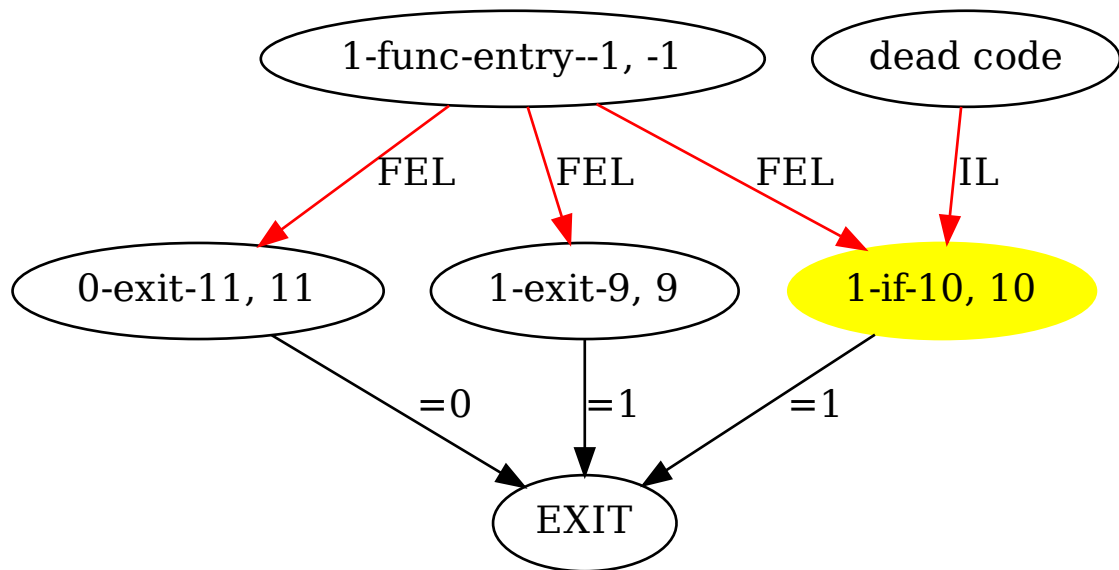 1-func-entry--1, -1
dead code
FEL
FEL
FEL
IL
0-exit-11, 11
1-exit-9, 9
1-if-10, 10
=0
=1
=1
EXIT